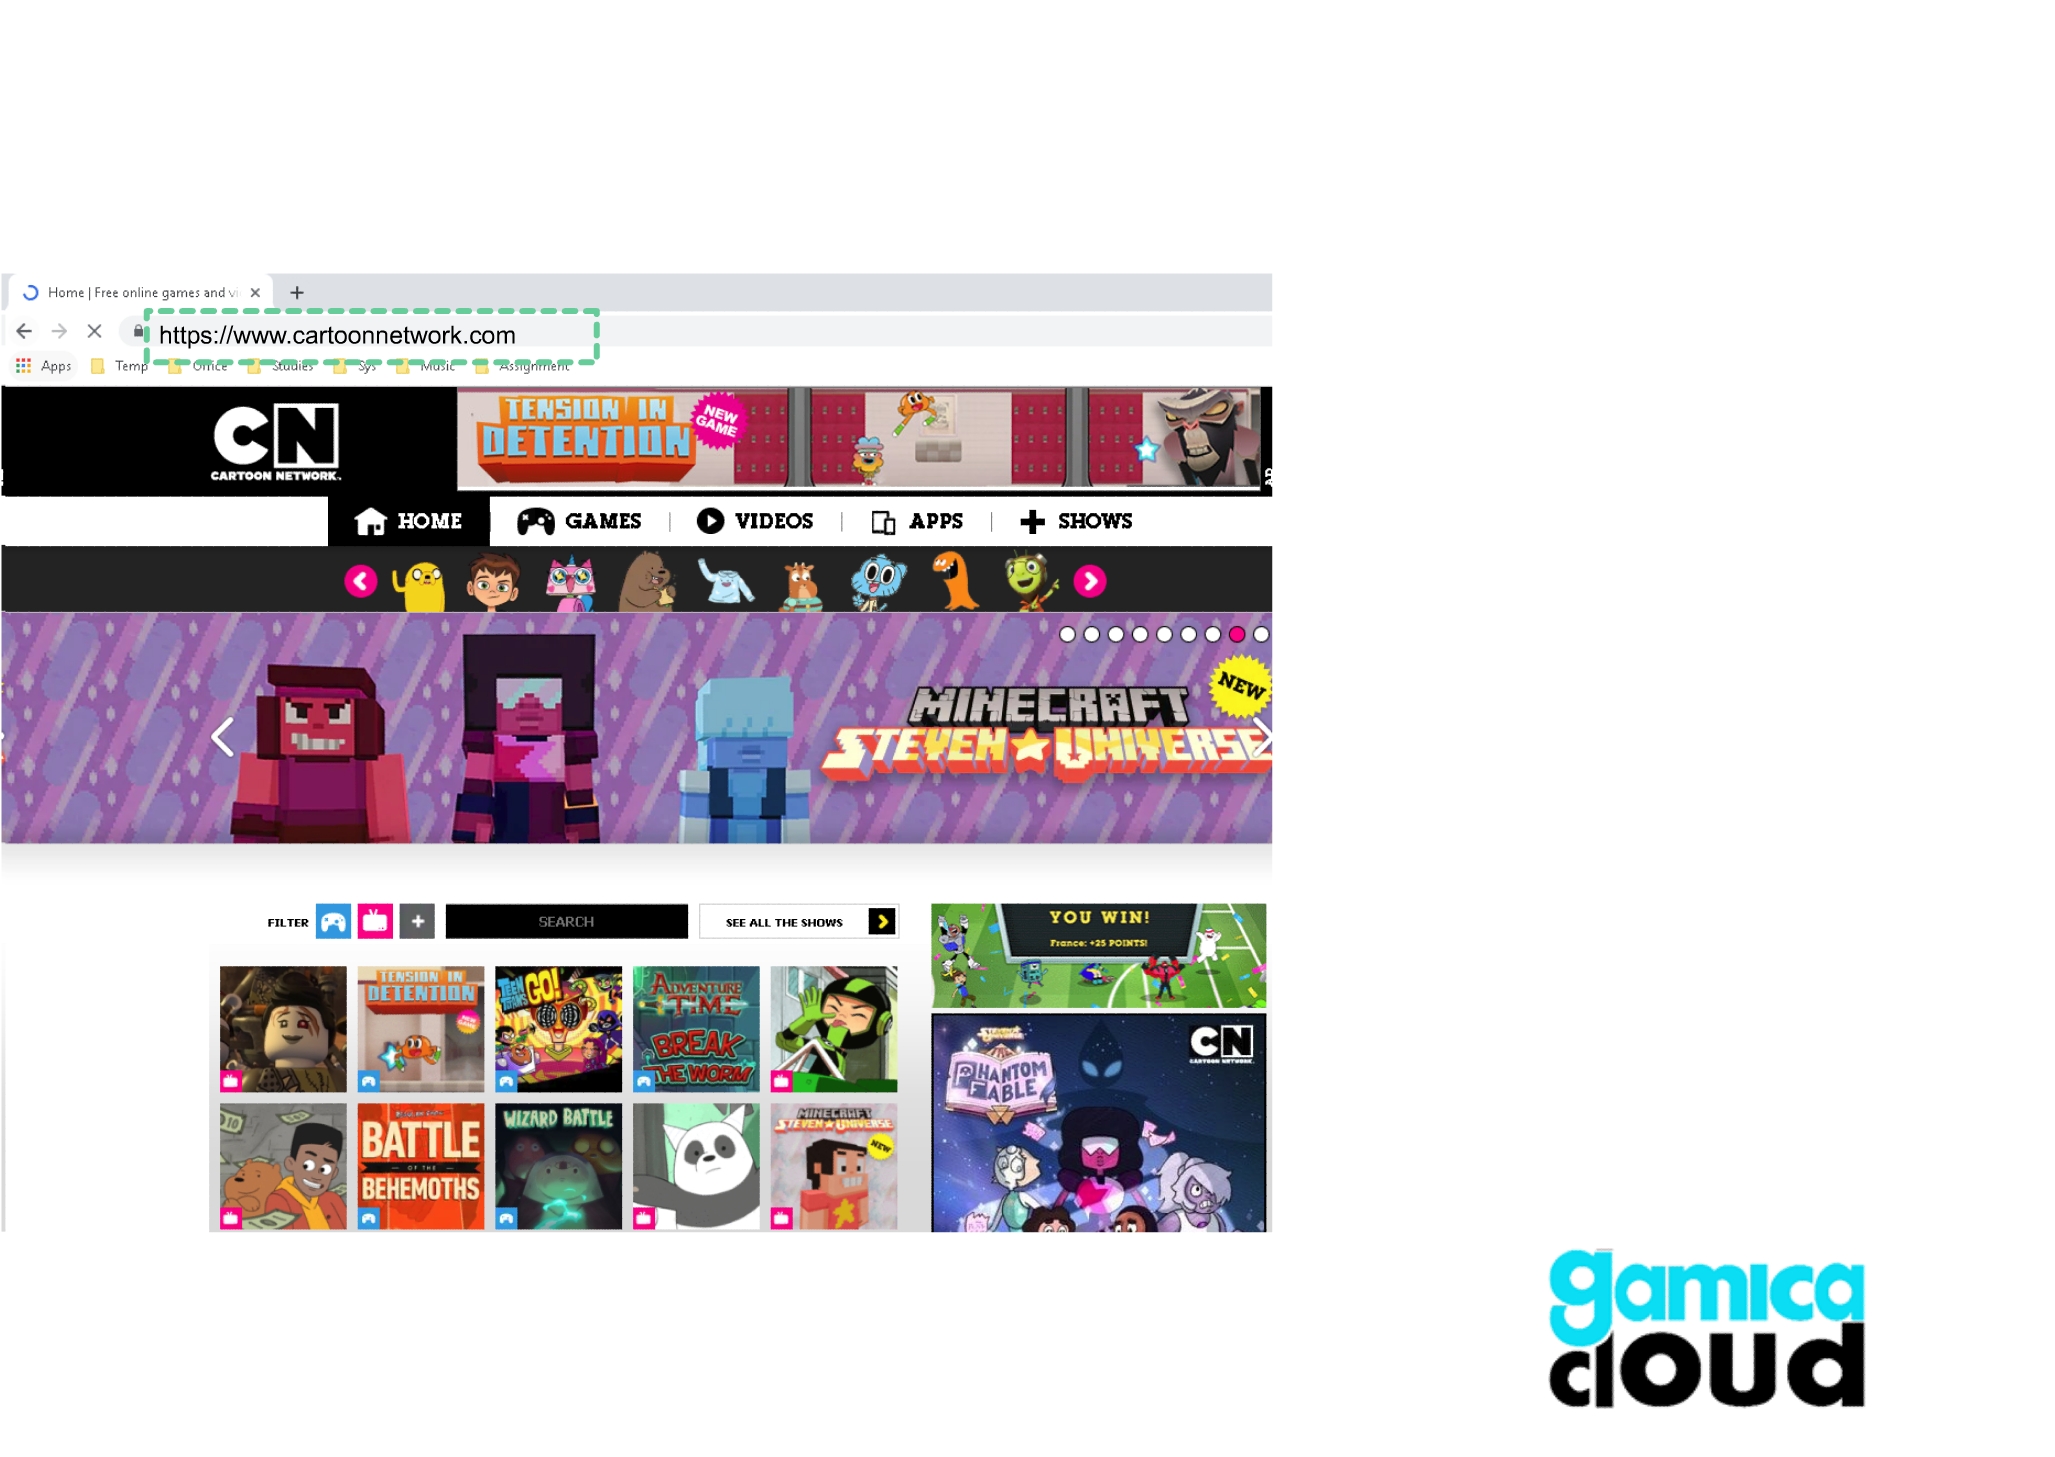 Home | Free online games and vi
https://www.cartoonnetwork.com
Apps Temp Office Studies Sys Music Assignment
CN
CARTOON NETWORK
TENSION IN
DETENTION
NEW
GAME
HOME GAMES VIDEOS APPS SHOWS
NEW
MINECRAFT
STEVEN UNIVERSE
FILTER SEARCH SEE ALL THE SHOWS
YOU WIN!
France: +25 POINTS!
TENSION IN
DETENTION
NEW
GAME
TEEN
TITANS
GO!
ADVENTURE
TIME
BREAK
THE WORM
CN
CARTOON NETWORK
STEVEN UNIVERSE
PHANTOM
FABLE
10
BATTLE
OF THE
BEHEMOTHS
WIZARD BATTLE
MINECRAFT
STEVEN UNIVERSE
NEW
gamica
cloud